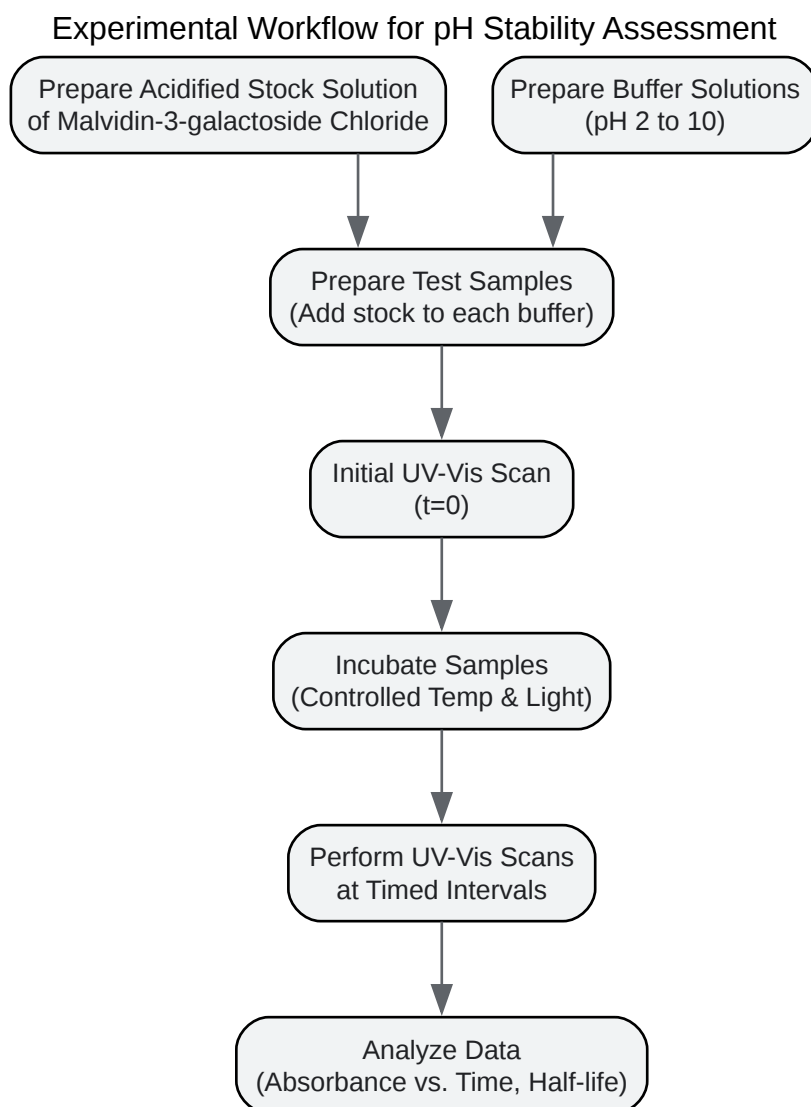 Experimental Workflow for pH Stability Assessment
Prepare Acidified Stock Solution
of Malvidin-3-galactoside Chloride
Prepare Buffer Solutions
(pH 2 to 10)
Prepare Test Samples
(Add stock to each buffer)
Initial UV-Vis Scan
(t=0)
Incubate Samples
(Controlled Temp & Light)
Perform UV-Vis Scans
at Timed Intervals
Analyze Data
(Absorbance vs. Time, Half-life)